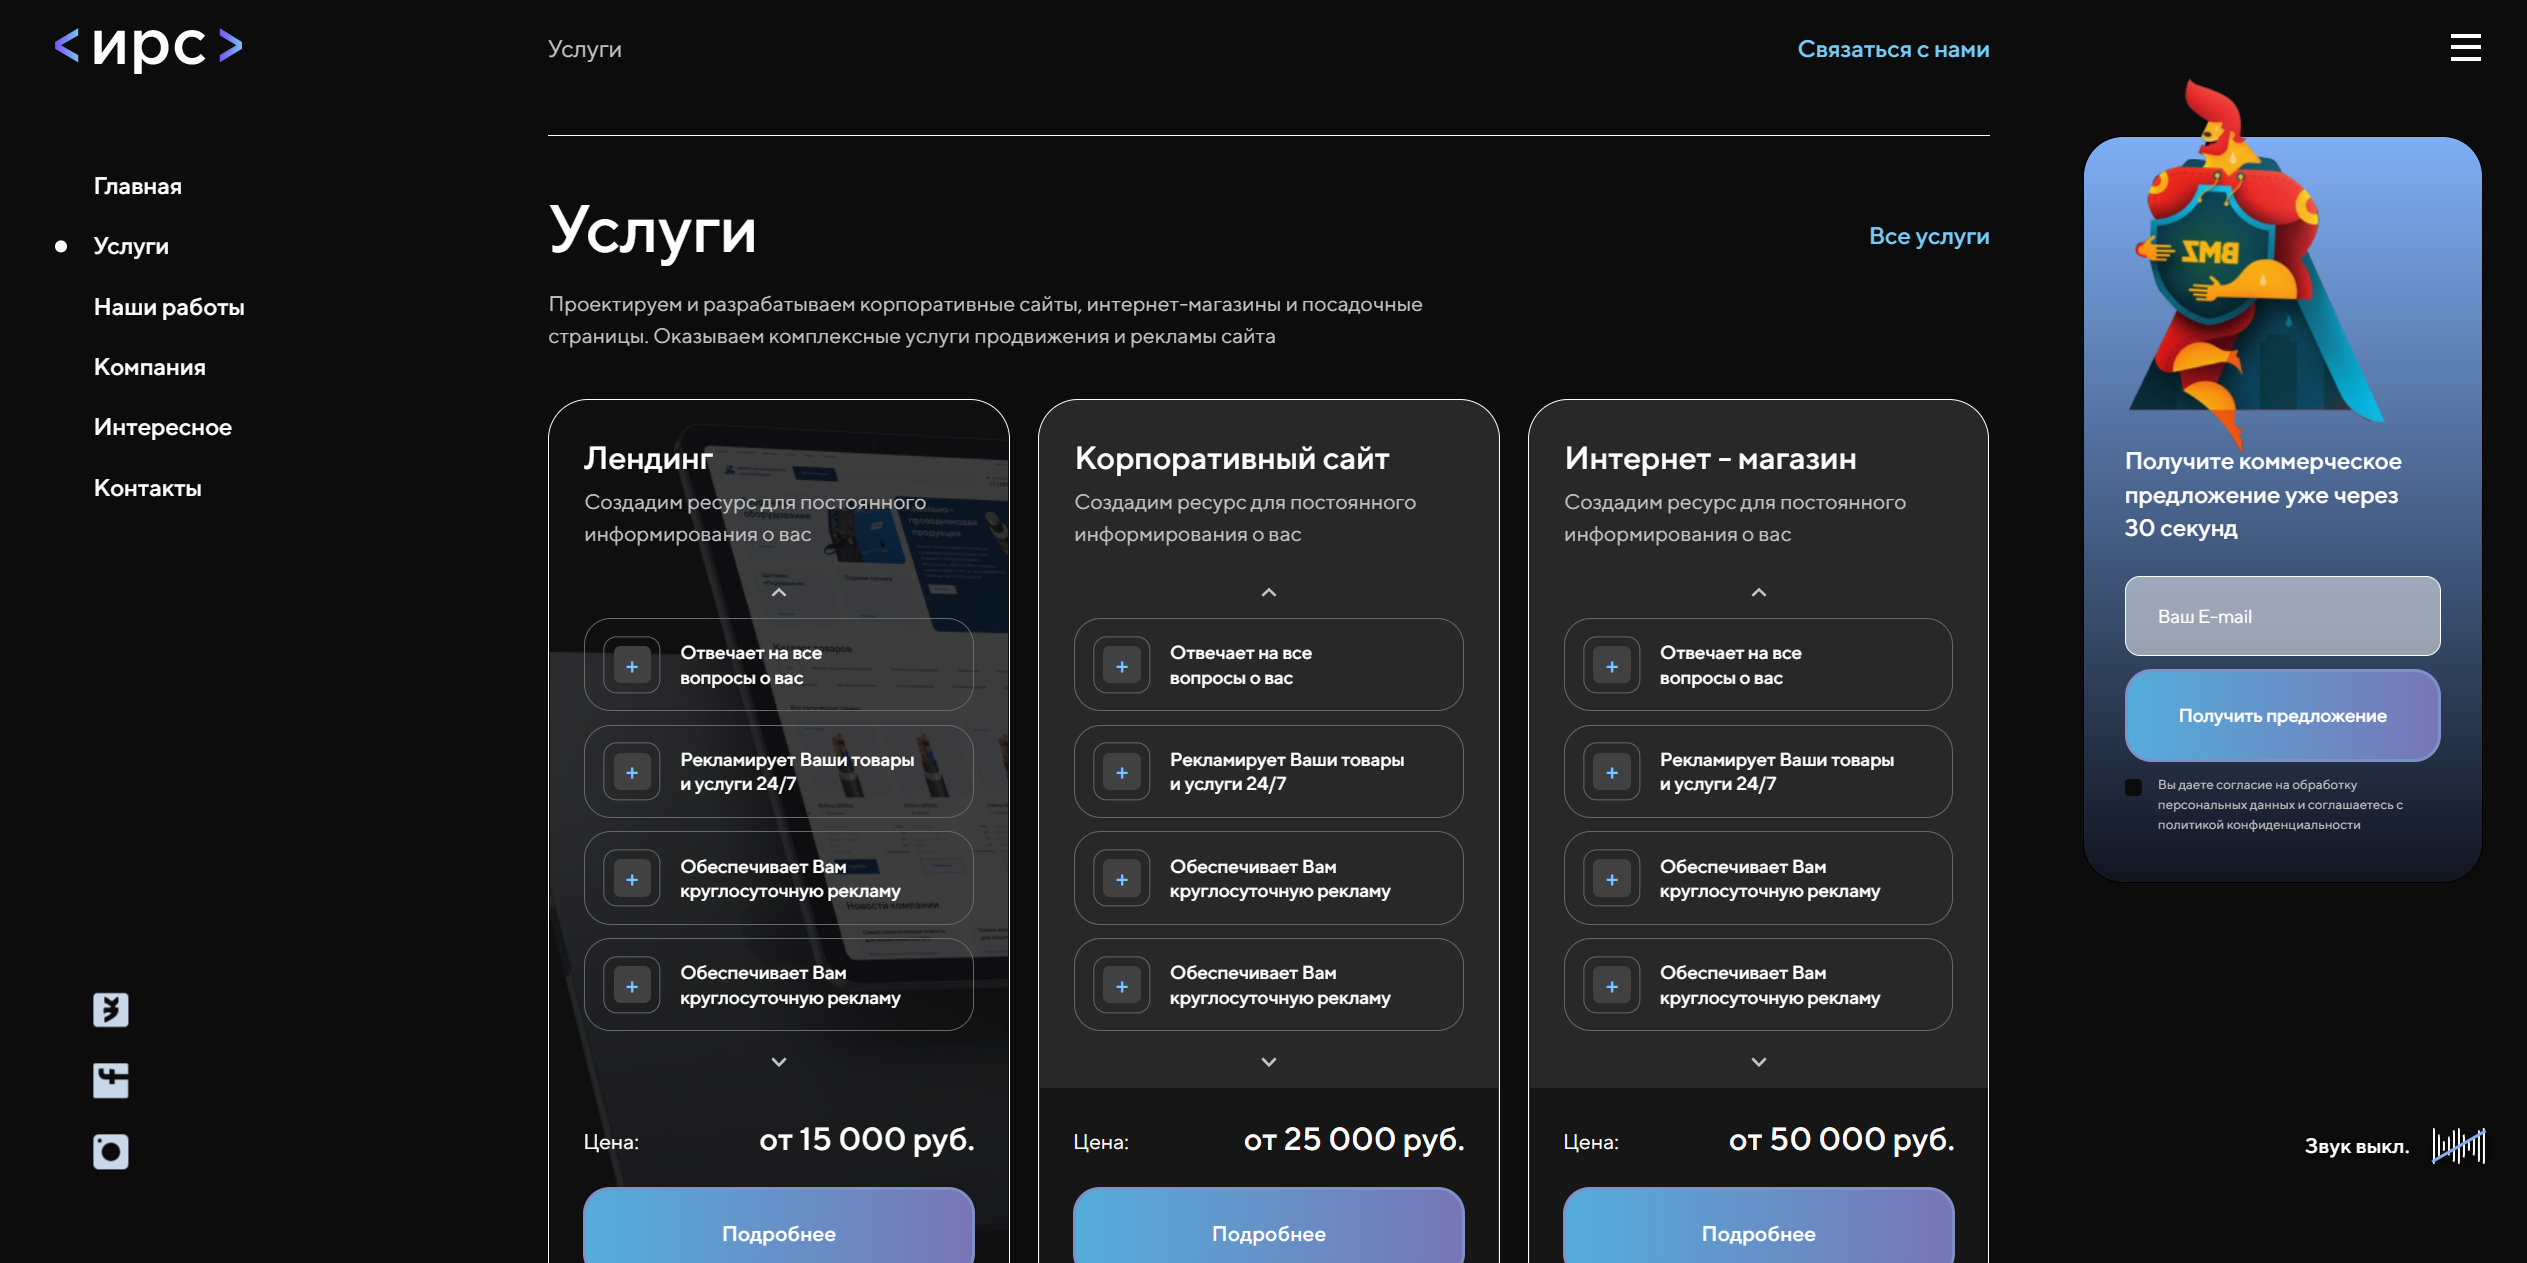 <ирс>
Услуги
Связаться с нами
Главная
Услуги
Наши работы
Компания
Интересное
Контакты
Услуги
Все услуги
Проектируем и разрабатываем корпоративные сайты, интернет-магазины и посадочные
страницы. Оказываем комплексные услуги продвижения и рекламы сайта
Лендинг
Создадим ресурс для постоянного
информирования о вас
+ Отвечает на все
вопросы о вас
+ Рекламирует Ваши товары
и услуги 24/7
+ Обеспечивает Вам
круглосуточную рекламу
+ Обеспечивает Вам
круглосуточную рекламу
Новости компании
Цена: от 15 000 руб.
Подробнее
Корпоративный сайт
Создадим ресурс для постоянного
информирования о вас
+ Отвечает на все
вопросы о вас
+ Рекламирует Ваши товары
и услуги 24/7
+ Обеспечивает Вам
круглосуточную рекламу
+ Обеспечивает Вам
круглосуточную рекламу
Цена: от 25 000 руб.
Подробнее
Интернет - магазин
Создадим ресурс для постоянного
информирования о вас
+ Отвечает на все
вопросы о вас
+ Рекламирует Ваши товары
и услуги 24/7
+ Обеспечивает Вам
круглосуточную рекламу
+ Обеспечивает Вам
круглосуточную рекламу
Цена: от 50 000 руб.
Подробнее
ВМZ
Получите коммерческое
предложение уже через
30 секунд
Ваш E-mail
Получить предложение
Вы даете согласие на обработку
персональных данных и соглашаетесь с
политикой конфиденциальности
Звук выкл.